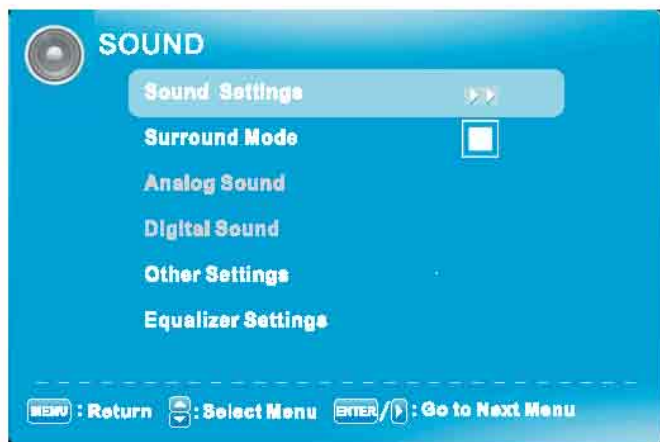 SOUND
Sound Settings
Surround Mode
Analog Sound
Digital Sound
Other Settings
Equalizer Settings
MENU : Return : Select Menu ENTER / : Go to Next Menu